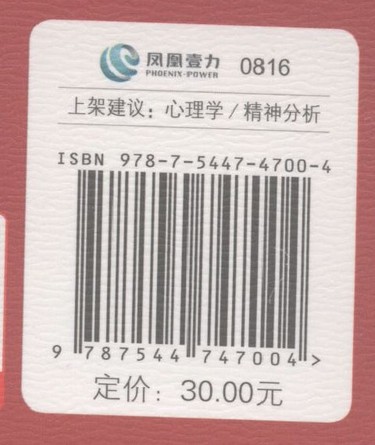 凤凰壹力 0816
PHOENIX-POWER
上架建议：心理学/精神分析
ISBN 978-7-5447-4700-4
9 787544 747004 >
定价：30.00元